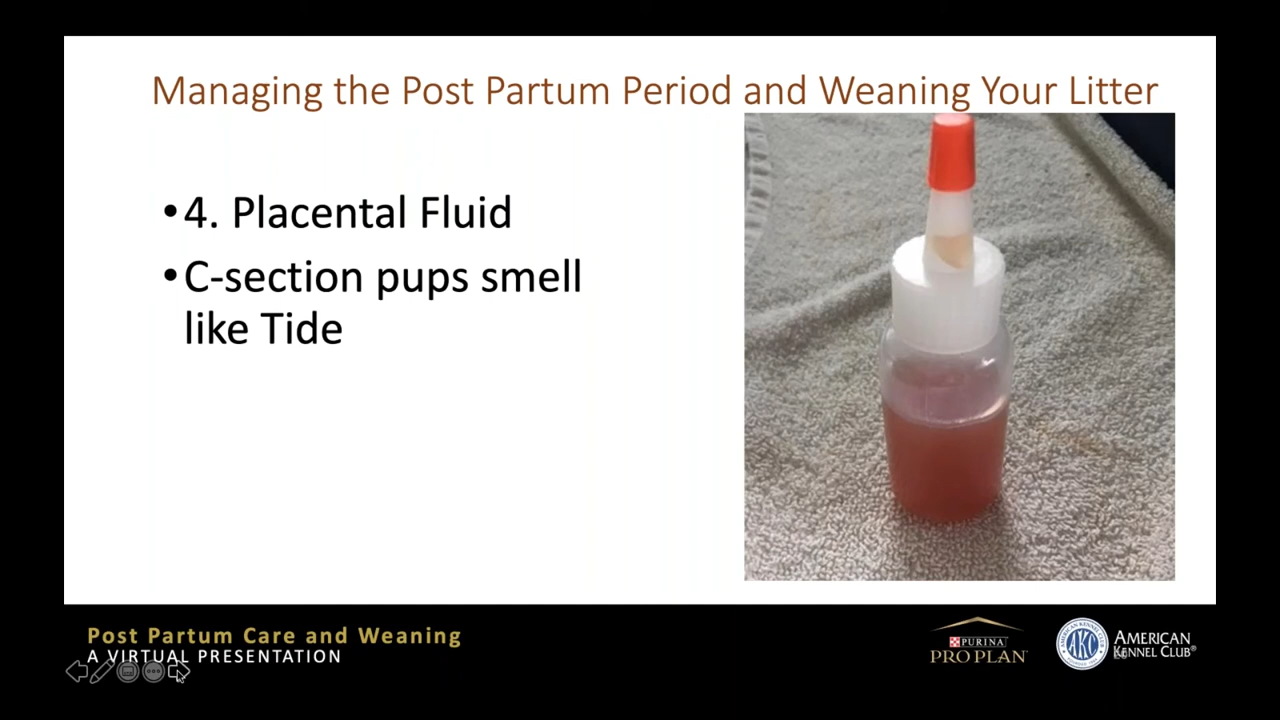 Managing the Post Partum Period and Weaning Your Litter
•4. Placental Fluid
•C-section pups smell
like Tide
Post Partum Care and Weaning
A VIRTUAL PRESENTATION
PURINA
PRO PLAN
AKC
AMERICAN
KENNEL CLUB®